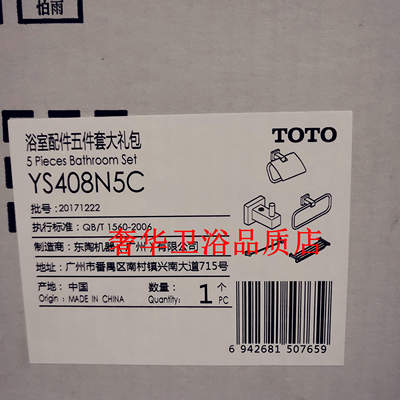 怕雨
浴室配件五件套大礼包
5 Pieces Bathroom Set
YS408N5C
TOTO
批号: 20171222
执行标准: QB/T 1560-2006
制造商: 东陶机器(广州)有限公司
奢华卫浴品质店
地址: 广州市番禺区南村镇兴南大道715号
产地: 中国
Origin : MADE IN CHINA
数量:
Quantity:
1
个
PC
6 942681 507659